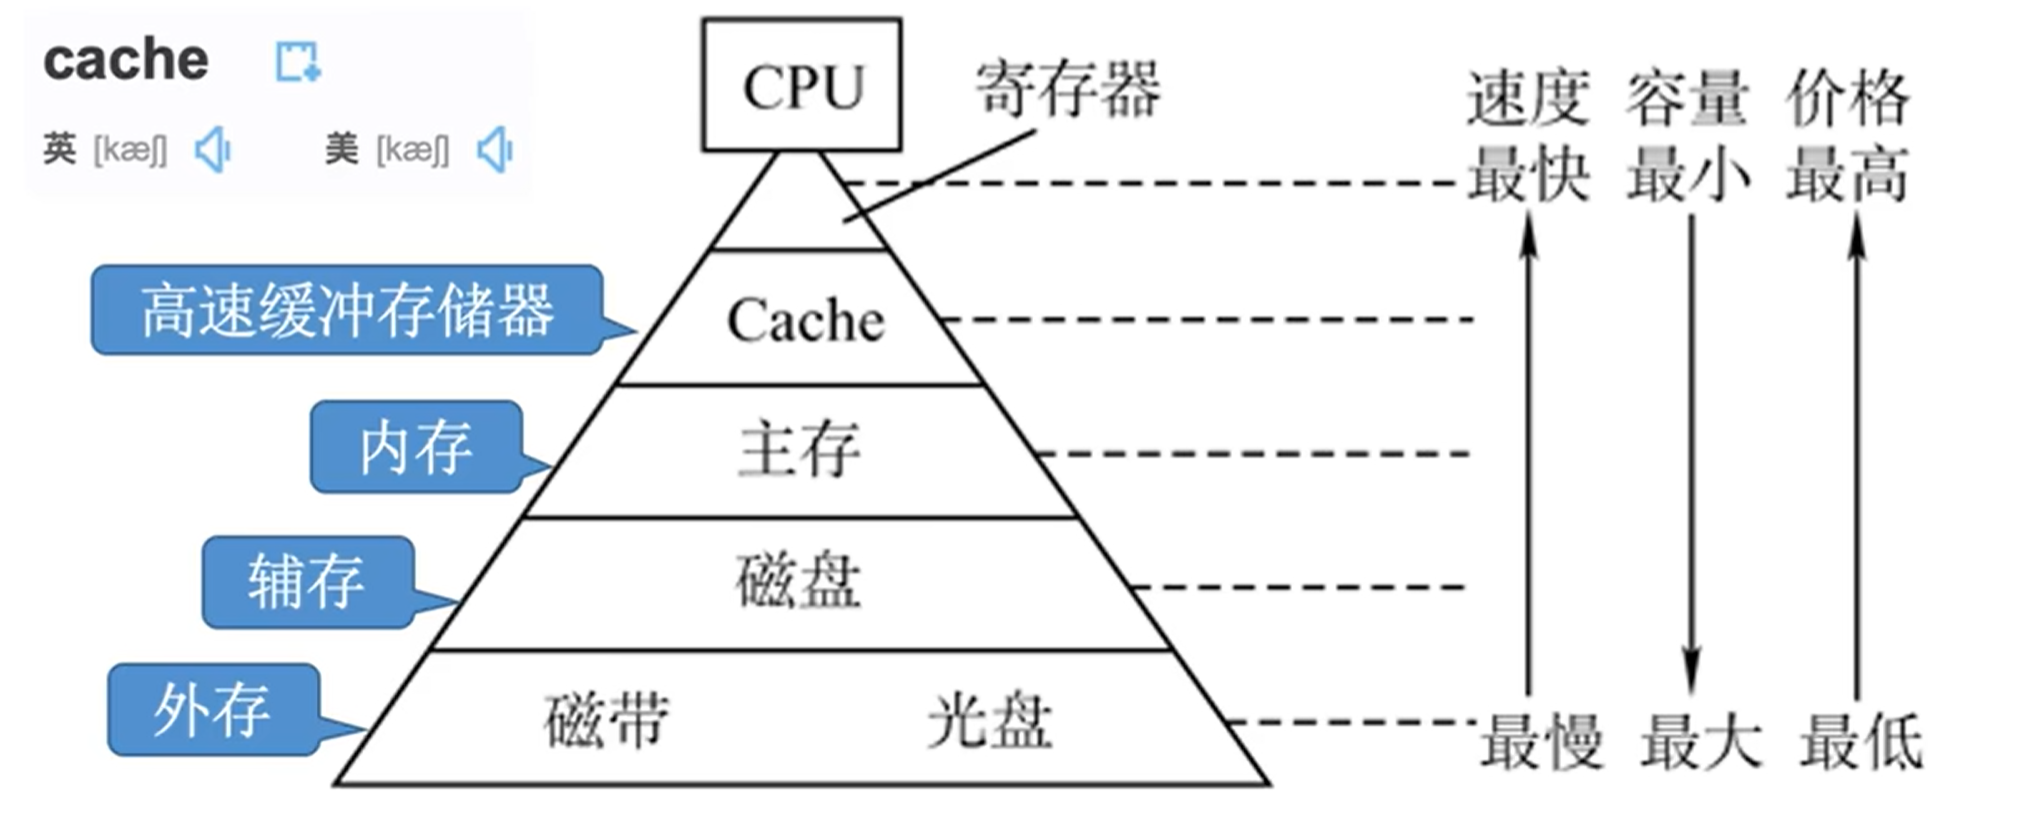 cache
英 [kæʃ] 美 [kæʃ]
CPU
寄存器
速度 容量 价格
最快 最小 最高
高速缓冲存储器
Cache
内存
主存
辅存
磁盘
外存
磁带 光盘
最慢 最大 最低